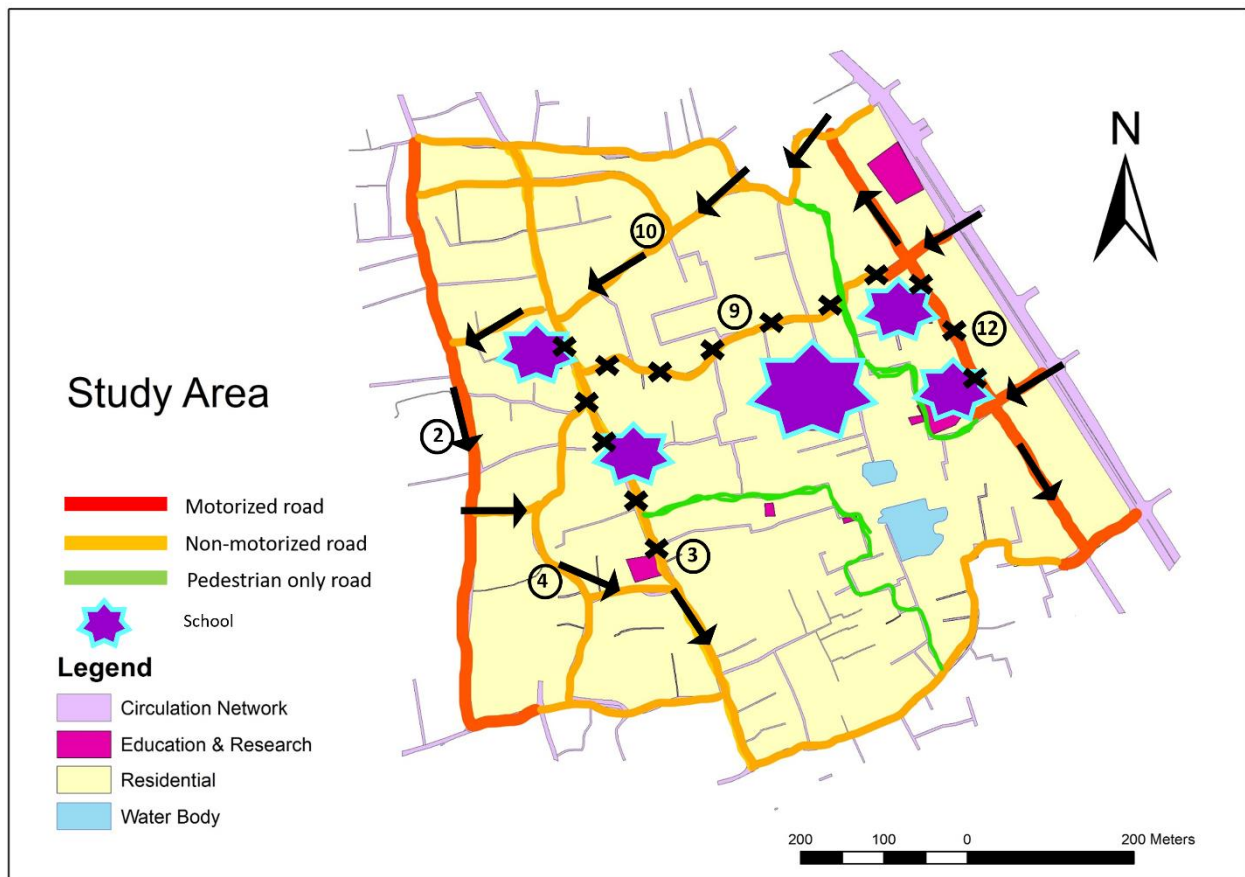 N
10
9
12
2
3
4
Study Area
Motorized road
Non-motorized road
Pedestrian only road
School
Legend
Circulation Network
Education & Research
Residential
Water Body
200 100 0 200 Meters